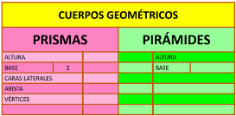 CUERPOS GEOMÉTRICOS
PRISMAS PIRÁMIDES
ALTURA ALTURA
BASE 2 BASE
CARAS LATERALES
ARISTA
VÉRTICES